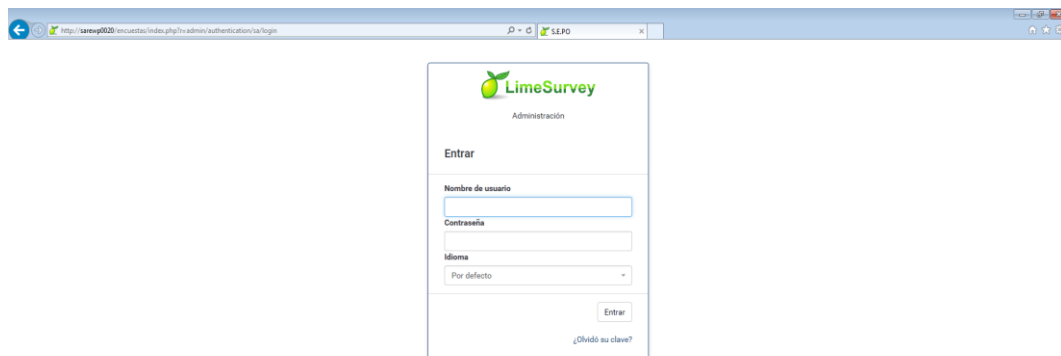 http://sarewp0020/encuestas/index.php?r=admin/authentication/sa/login
S.E.PO
LimeSurvey
Administración
Entrar
Nombre de usuario
Contraseña
Idioma
Por defecto
Entrar
¿Olvidó su clave?